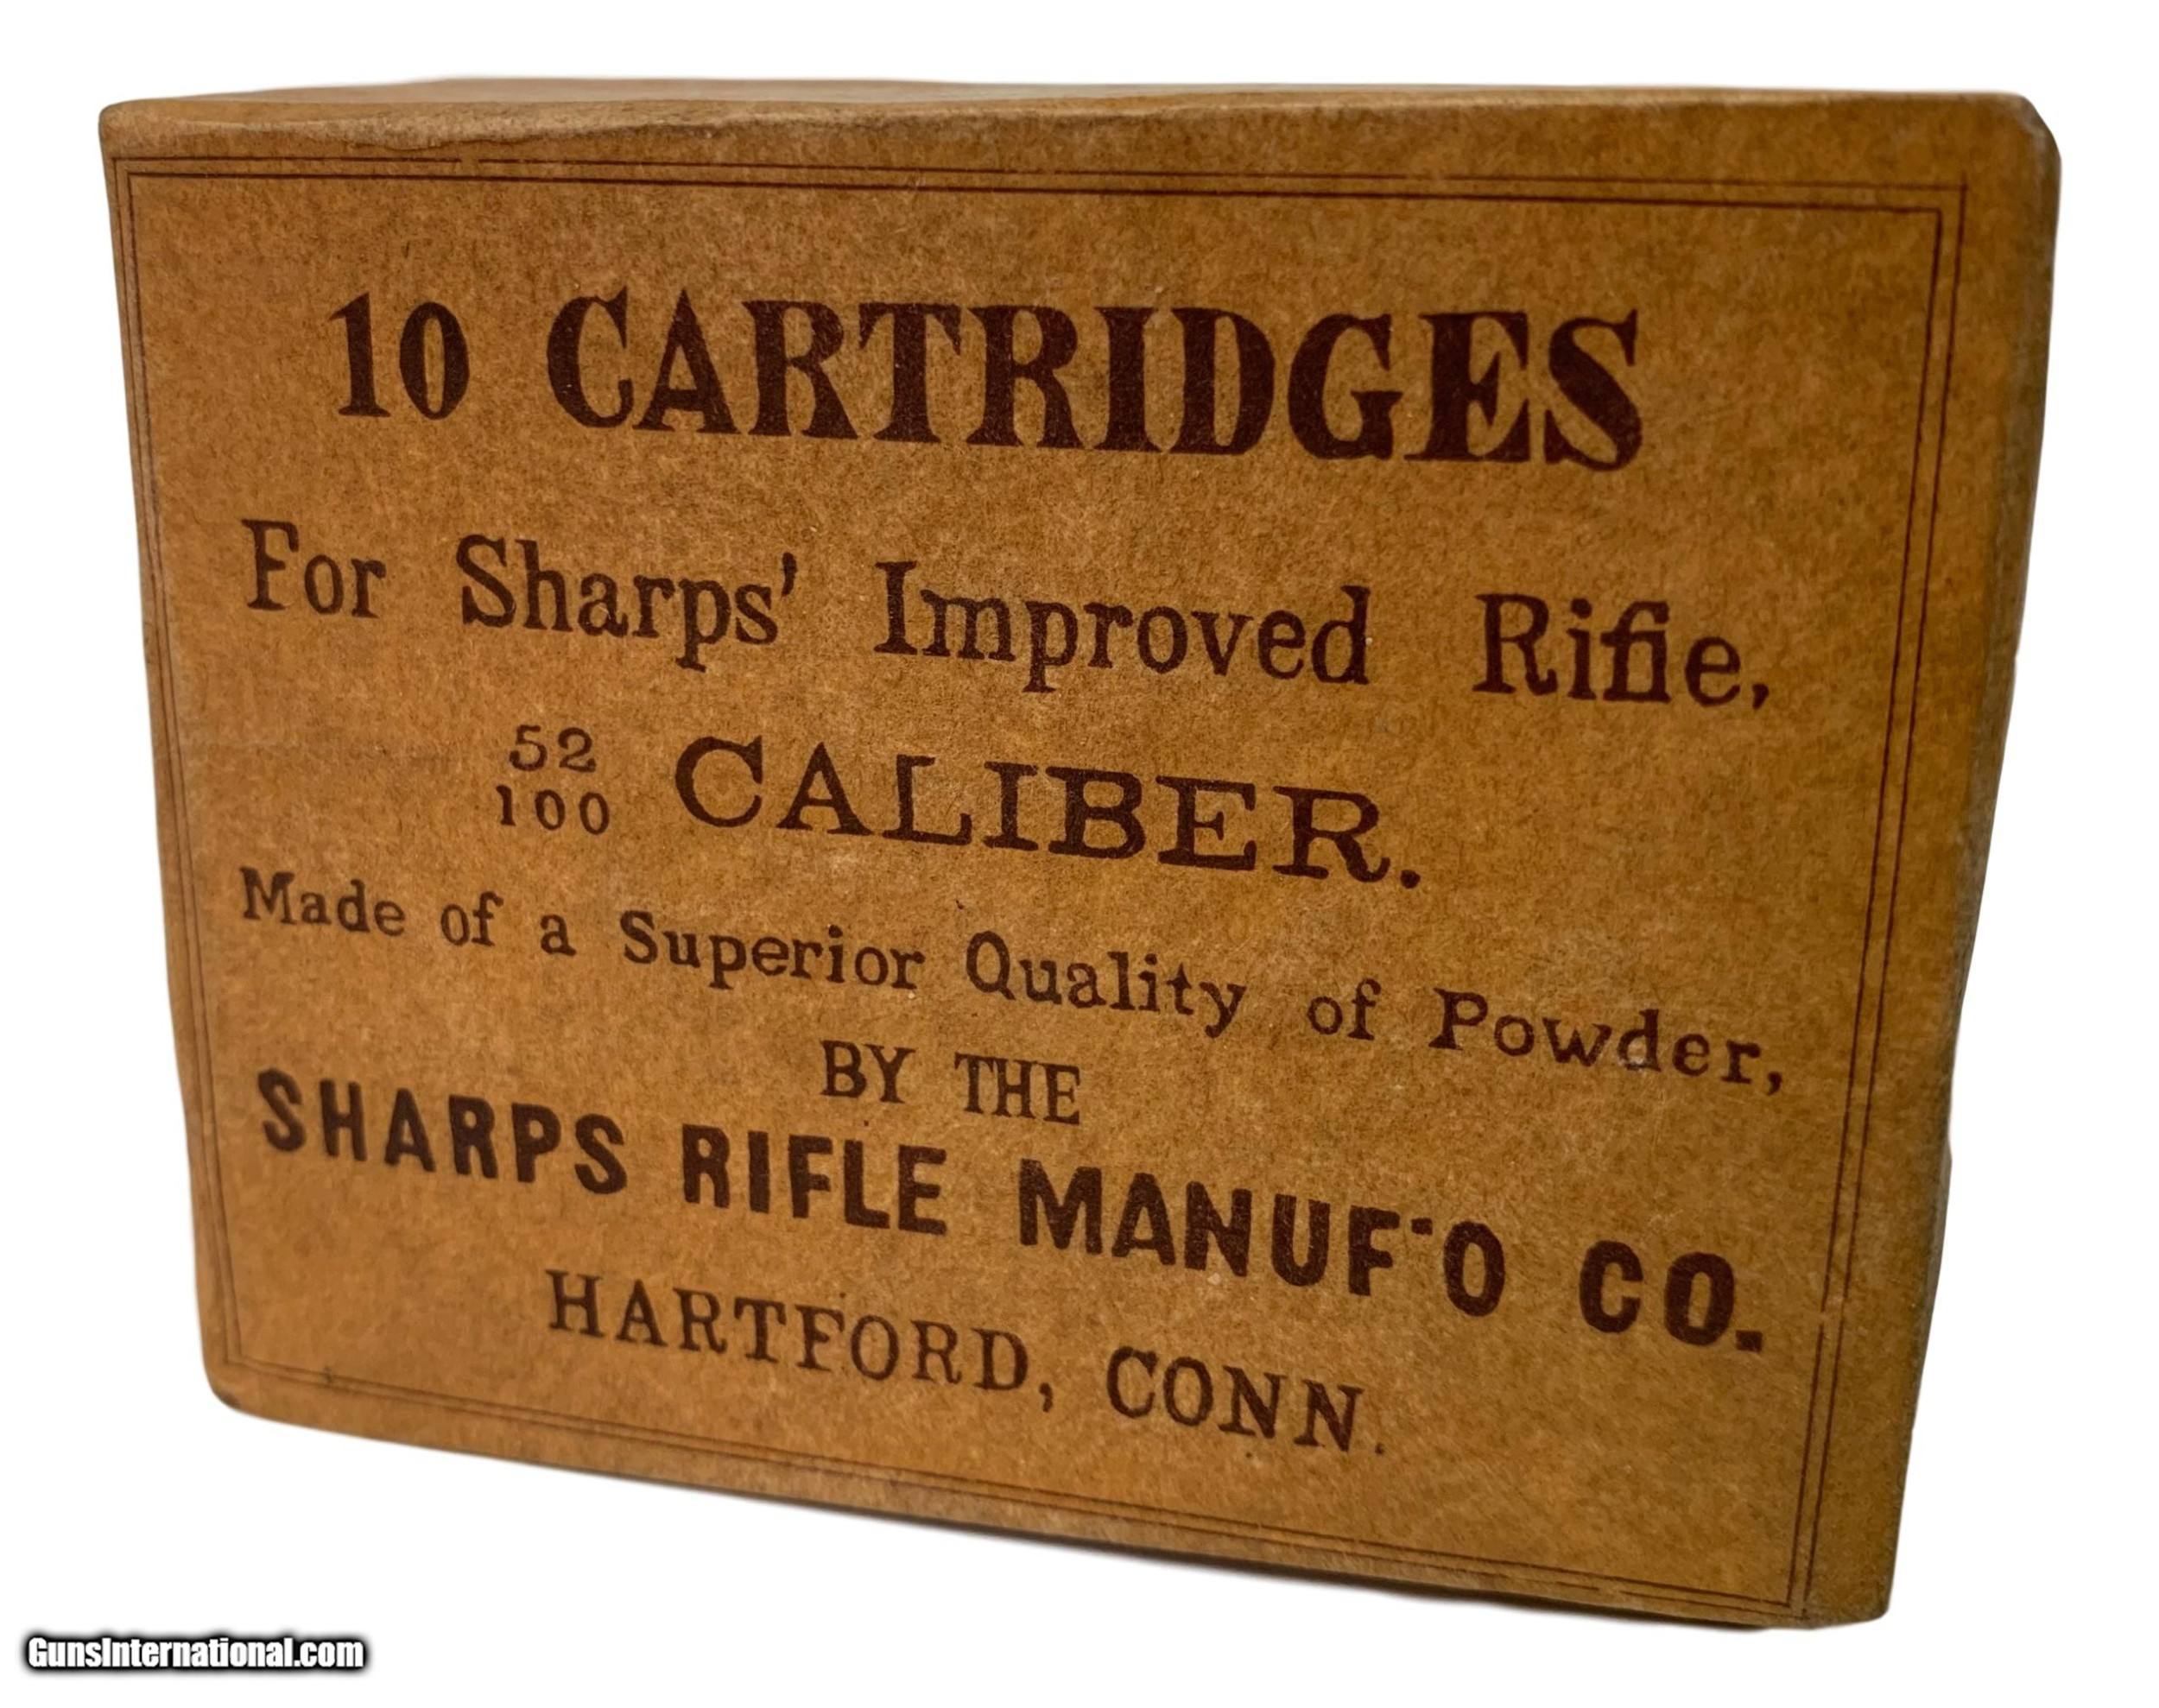 10 CARTRIDGES
For Sharps' Improved Rifie,
52
100 CALIBER.
Made of a Superior Quality of Powder,
BY THE
SHARPS RIFLE MANUF'O CO.
HARTFORD, CONN.
GunsInternational.com